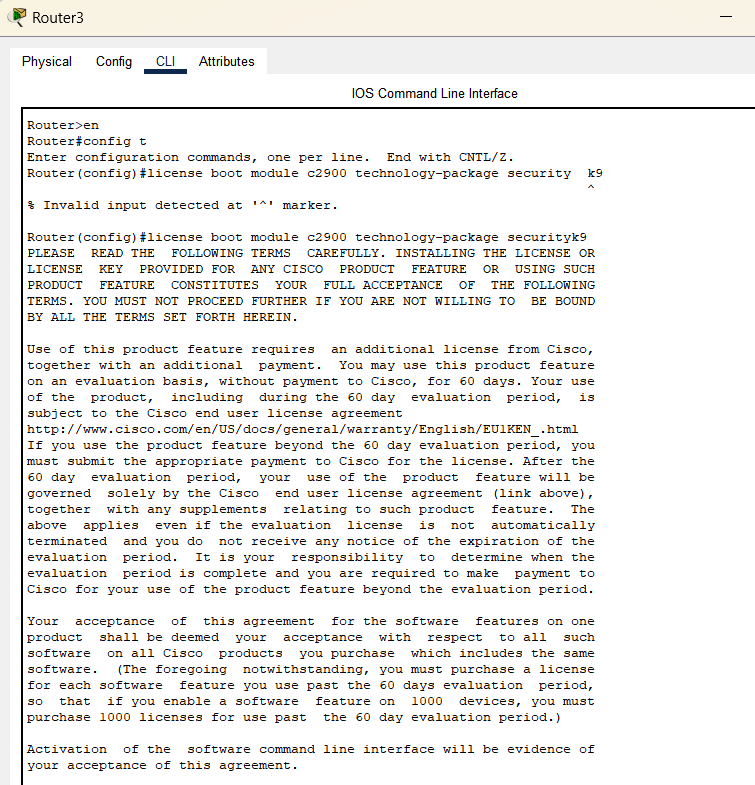 Router3
Physical Config CLI Attributes
IOS Command Line Interface
Router>en
Router#config t
Enter configuration commands, one per line.  End with CNTL/Z.
Router(config)#license boot module c2900 technology-package security  k9
^
% Invalid input detected at '^' marker.
Router(config)#license boot module c2900 technology-package securityk9
PLEASE  READ THE  FOLLOWING TERMS  CAREFULLY. INSTALLING THE LICENSE OR
LICENSE  KEY  PROVIDED FOR  ANY CISCO  PRODUCT  FEATURE  OR  USING SUCH
PRODUCT  FEATURE  CONSTITUTES  YOUR  FULL ACCEPTANCE  OF  THE FOLLOWING
TERMS. YOU MUST NOT PROCEED FURTHER IF YOU ARE NOT WILLING TO  BE BOUND
BY ALL THE TERMS SET FORTH HEREIN.
Use of this product feature requires  an additional license from Cisco,
together with an additional  payment.  You may use this product feature
on an evaluation basis, without payment to Cisco, for 60 days. Your use
of the  product,  including  during the 60 day  evaluation  period,  is
subject to the Cisco end user license agreement
http://www.cisco.com/en/US/docs/general/warranty/English/EU1KEN_.html
If you use the product feature beyond the 60 day evaluation period, you
must submit the appropriate payment to Cisco for the license. After the
60 day  evaluation  period,  your  use of the  product  feature will be
governed  solely by the Cisco  end user license agreement (link above),
together  with any supplements  relating to such product  feature.  The
above  applies  even if the evaluation  license  is  not  automatically
terminated  and you do  not receive any notice of the expiration of the
evaluation  period.  It is your  responsibility  to  determine when the
evaluation  period is complete and you are required to make  payment to
Cisco for your use of the product feature beyond the evaluation period.
Your  acceptance  of  this agreement  for the software  features on one
product  shall be deemed  your  acceptance  with  respect  to all  such
software  on all Cisco  products  you purchase  which includes the same
software.  (The foregoing  notwithstanding, you must purchase a license
for each software  feature you use past the 60 days evaluation  period,
so  that  if you enable a software  feature on  1000  devices, you must
purchase 1000 licenses for use past  the 60 day evaluation period.)
Activation  of the  software command line interface will be evidence of
your acceptance of this agreement.